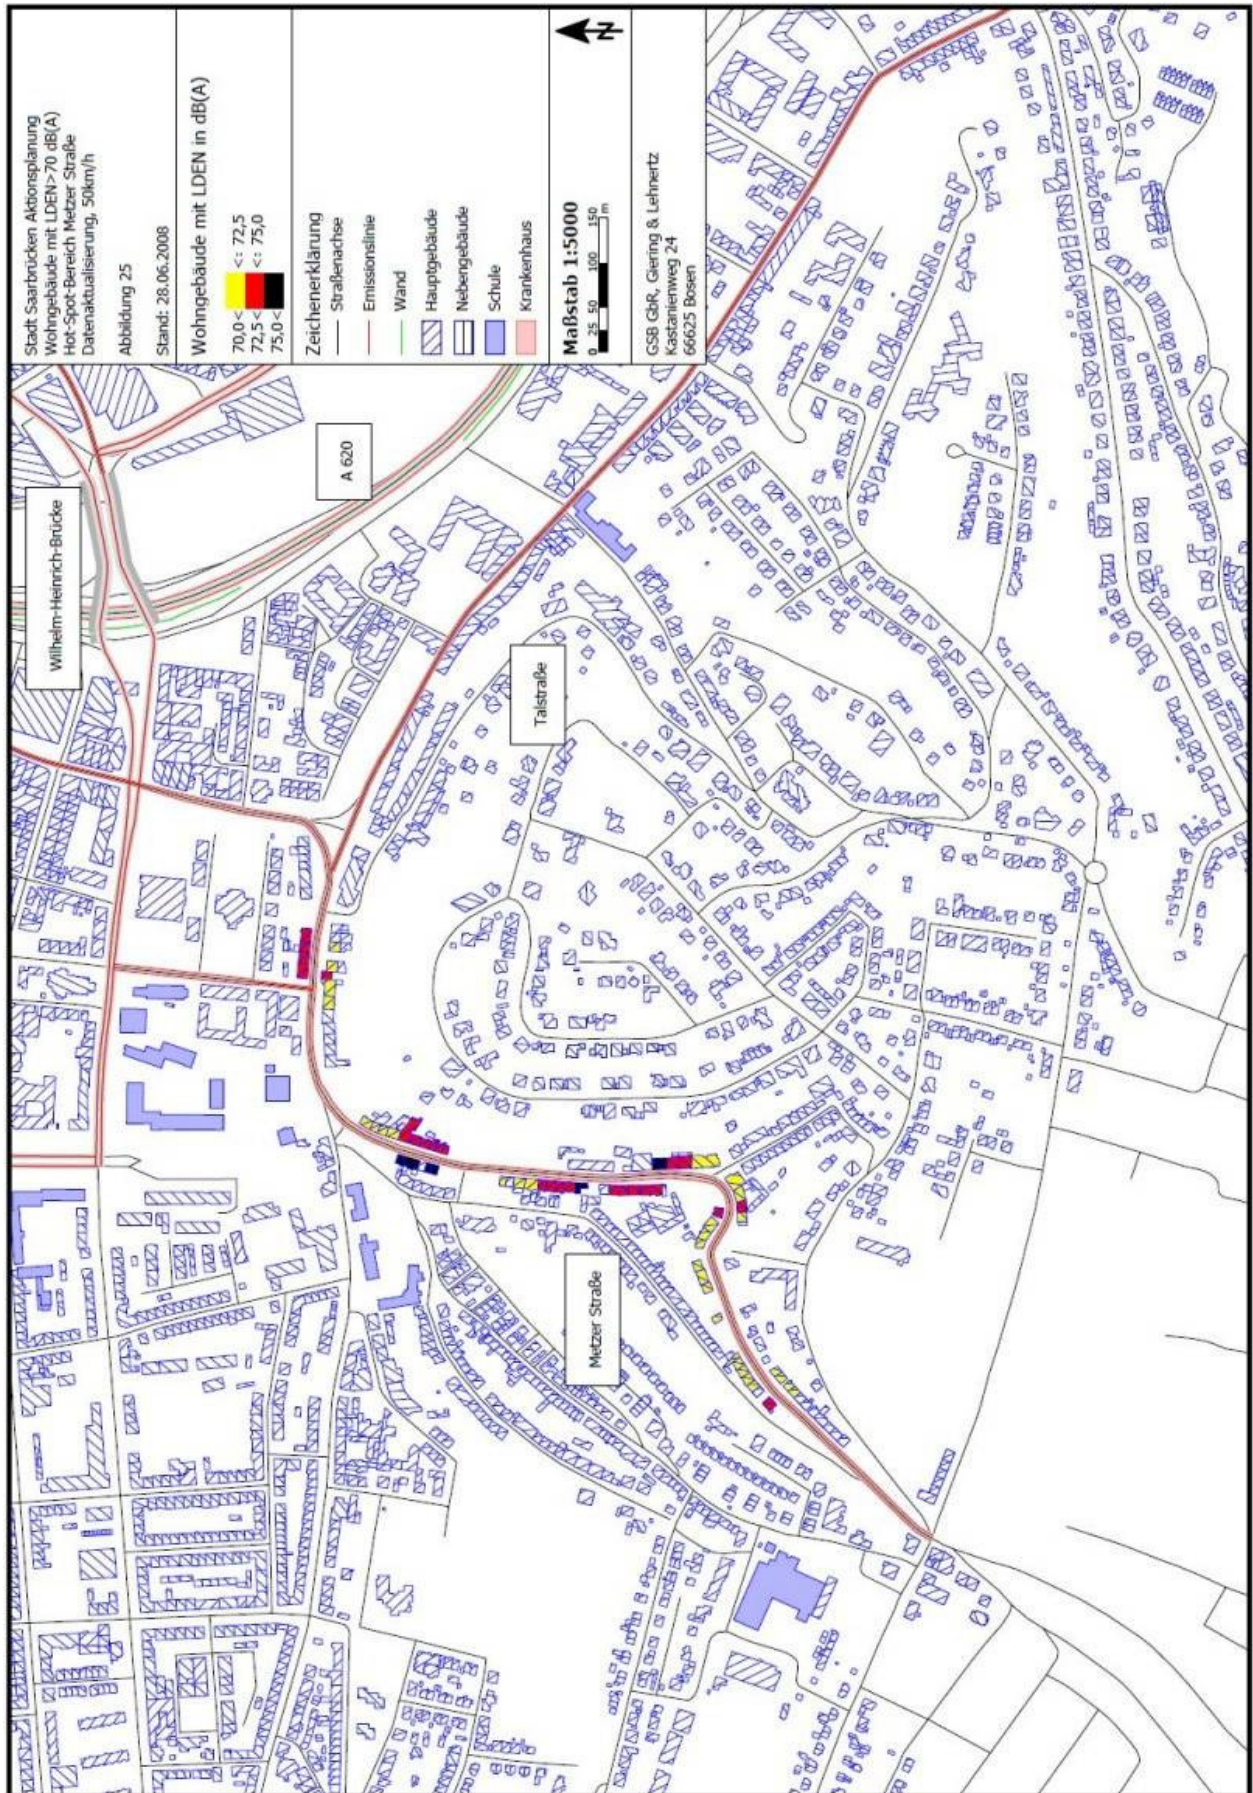 Stadt Saarbrücken Aktionsplanung
Wohngebäude mit LDEN>70 dB(A)
Hot-Spot-Bereich Metzer Straße
Datenaktualisierung, 50km/h
Abbildung 25
Stand: 28.06.2008
Wohngebäude mit LDEN in dB(A)
70,0 < <= 72,5
72,5 < <= 75,0
75,0 <
Zeichenerklärung
Straßenachse
Emissionslinie
Wand
Hauptgebäude
Nebengebäude
Schule
Krankenhaus
N
Maßstab 1:5000
0 25 50 100 150
m
GSB GbR, Giering & Lehnertz
Kastanienweg 24
66625 Bosen
Wilhelm-Heinrich-Brücke
A 620
Talstraße
Metzer Straße